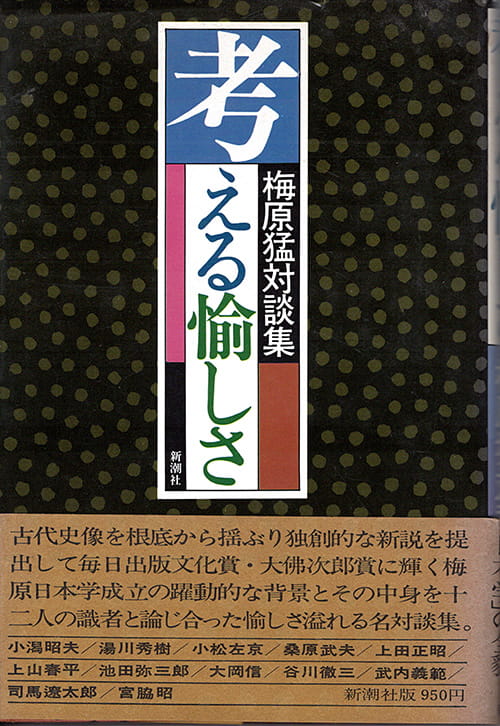 考える愉しさ
梅原猛対談集
新潮社
古代史像を根底から揺ぶり独創的な新説を提
出して毎日出版文化賞・大佛次郎賞に輝く梅
原日本学成立の躍動的な背景とその中身を十
二人の識者と論じ合った愉しさ溢れる名対談集。
小潟昭夫／湯川秀樹／小松左京／桑原武夫／上田正昭／
上山春平／池田弥三郎／大岡信／谷川徹三／武内義範／
司馬遼太郎／宮脇昭
新潮社版 950円